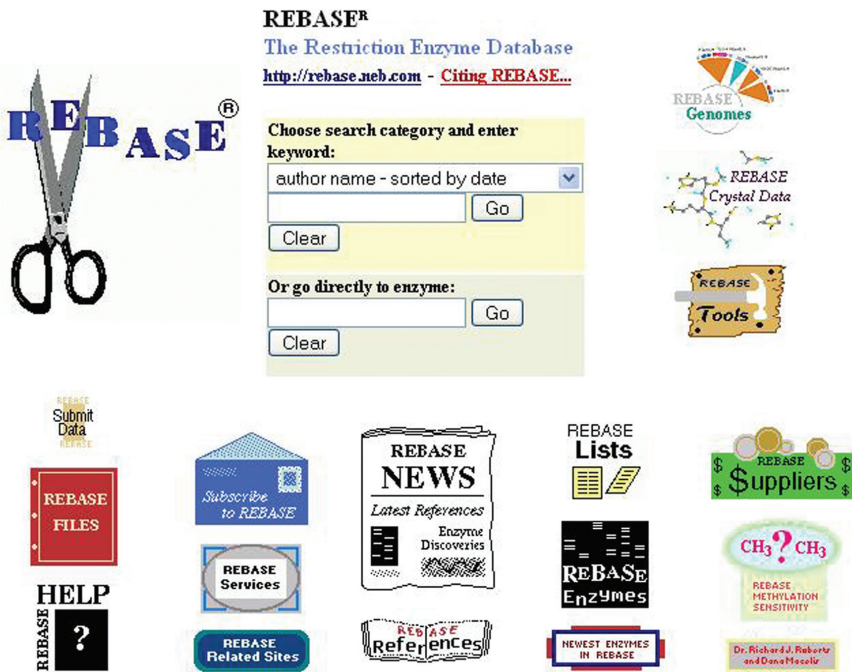 REBASE®
REBASEᴿ
The Restriction Enzyme Database
http://rebase.neb.com - Citing REBASE...
Choose search category and enter
keyword:
author name - sorted by date
Go
Clear
Or go directly to enzyme:
Go
Clear
REBASE
Genomes
REBASE
Crystal Data
REBASE
Tools
REBASE
Submit
Data
REBASE
REBASE
FILES
HELP
REBASE
?
Subscribe
to REBASE
REBASE
Services
REBASE
Related Sites
REBASE
NEWS
Latest References
Enzyme
Discoveries
REBASE
References
REBASE
Lists
REBASE
Enzymes
NEWEST ENZYMES
IN REBASE
$ REBASE $
$ $uppliers $
CH3?CH3
REBASE
METHYLATION
SENSITIVITY
Dr. Richard J. Roberts
and Dana Macelis